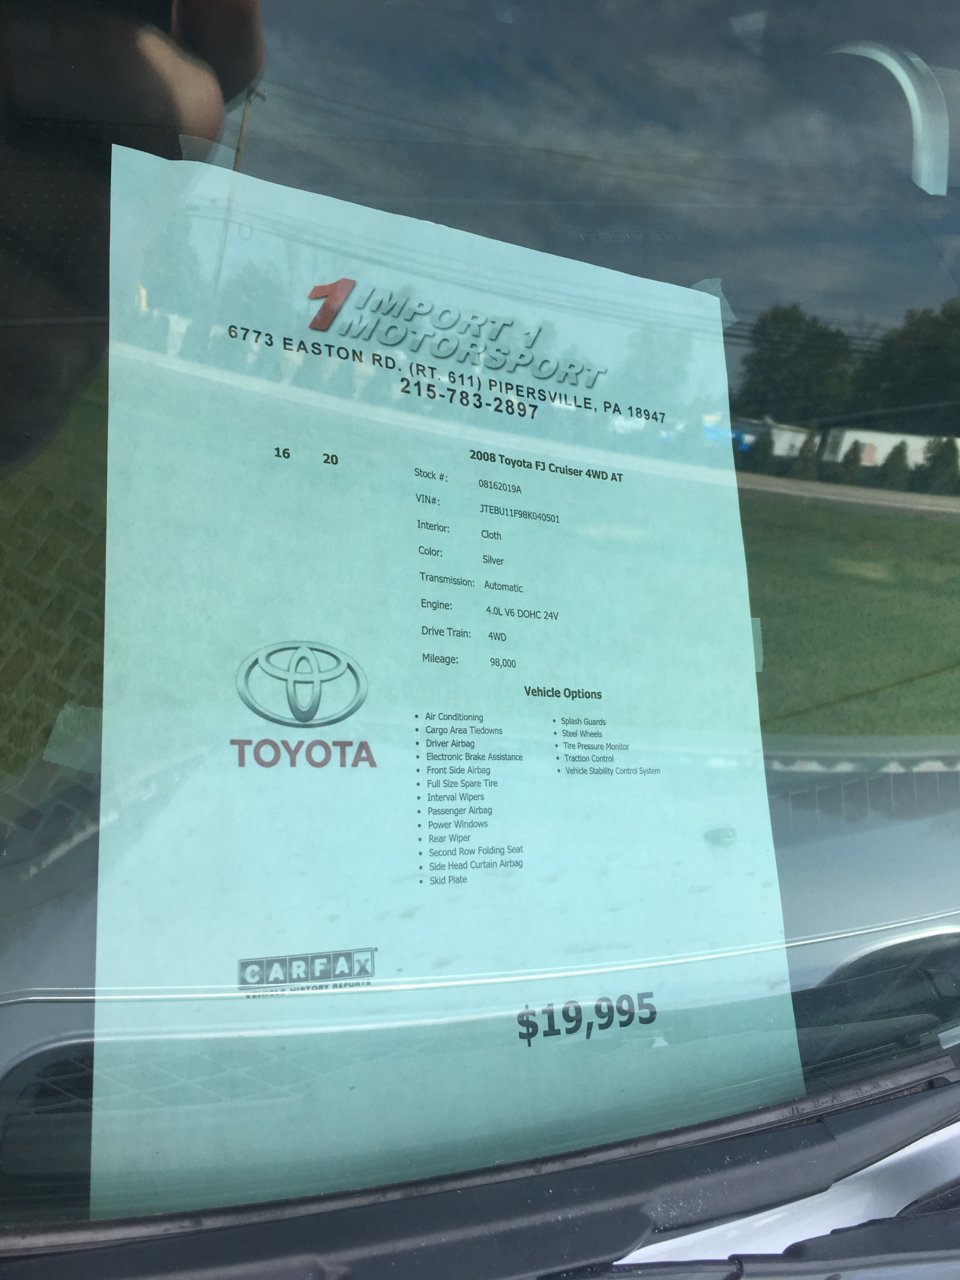 1 IMPORT 1
MOTORSPORT
6773 EASTON RD. (RT. 611) PIPERSVILLE, PA 18947
215-783-2897
16 20
2008 Toyota FJ Cruiser 4WD AT
Stock #: 08162019A
VIN#: JTEBU11F98K040501
Interior: Cloth
Color: Silver
Transmission: Automatic
Engine: 4.0L V6 DOHC 24V
Drive Train: 4WD
Mileage: 98,000
TOYOTA
Vehicle Options
• Air Conditioning
• Cargo Area Tiedowns
• Driver Airbag
• Electronic Brake Assistance
• Front Side Airbag
• Full Size Spare Tire
• Interval Wipers
• Passenger Airbag
• Power Windows
• Rear Wiper
• Second Row Folding Seat
• Side Head Curtain Airbag
• Skid Plate
• Splash Guards
• Steel Wheels
• Tire Pressure Monitor
• Traction Control
• Vehicle Stability Control System
CARFAX
VEHICLE HISTORY REPORTS
$19,995